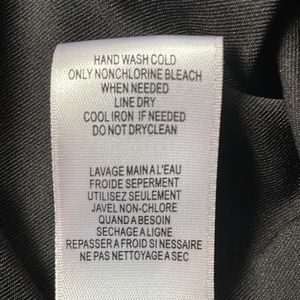 HAND WASH COLD
ONLY NONCHLORINE BLEACH
WHEN NEEDED
LINE DRY
COOL IRON IF NEEDED
DO NOT DRYCLEAN
LAVAGE MAIN A L'EAU
FROIDE SEPERMENT
UTILISEZ SEULEMENT
JAVEL NON-CHLORE
QUAND A BESOIN
SECHAGE A LIGNE
REPASSER A FROID SI NESSAIRE
NE PAS NETTOYAGE A SEC